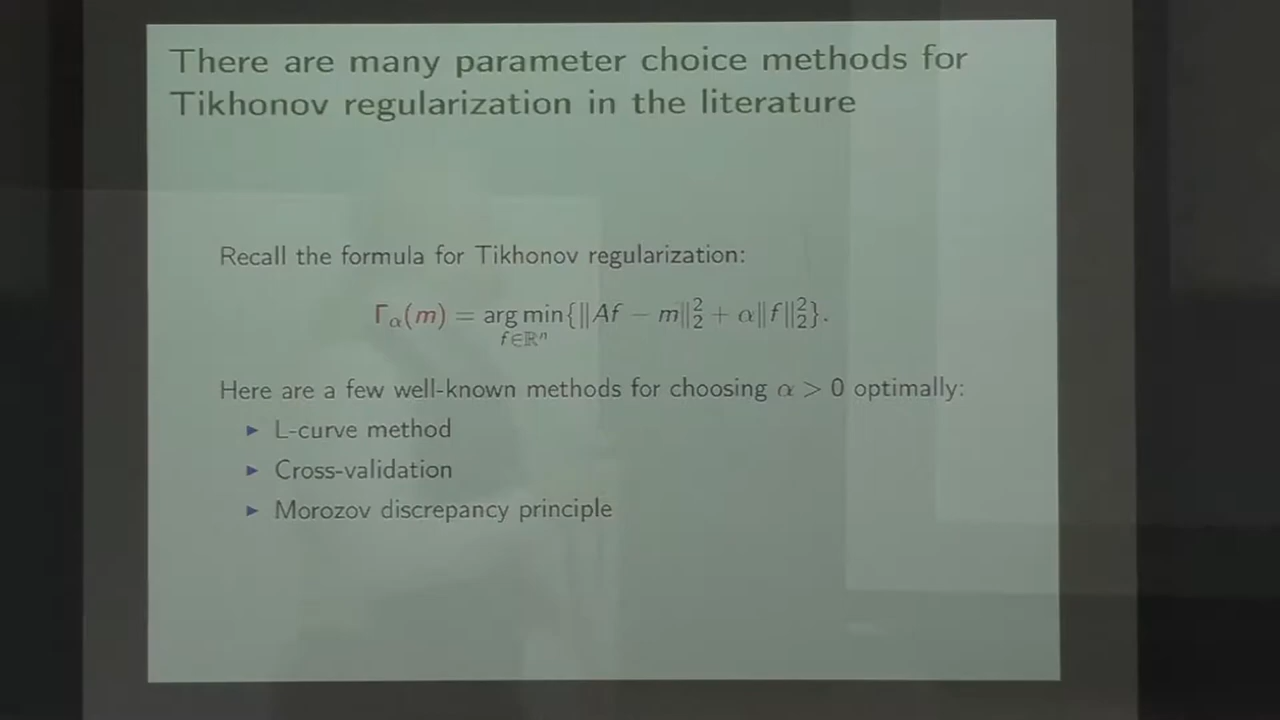 There are many parameter choice methods for
Tikhonov regularization in the literature
Recall the formula for Tikhonov regularization:
Γα(m) = arg min{‖Af − m‖₂² + α‖f‖₂²}.
f∈ℝⁿ
Here are a few well-known methods for choosing α > 0 optimally:
▶ L-curve method
▶ Cross-validation
▶ Morozov discrepancy principle